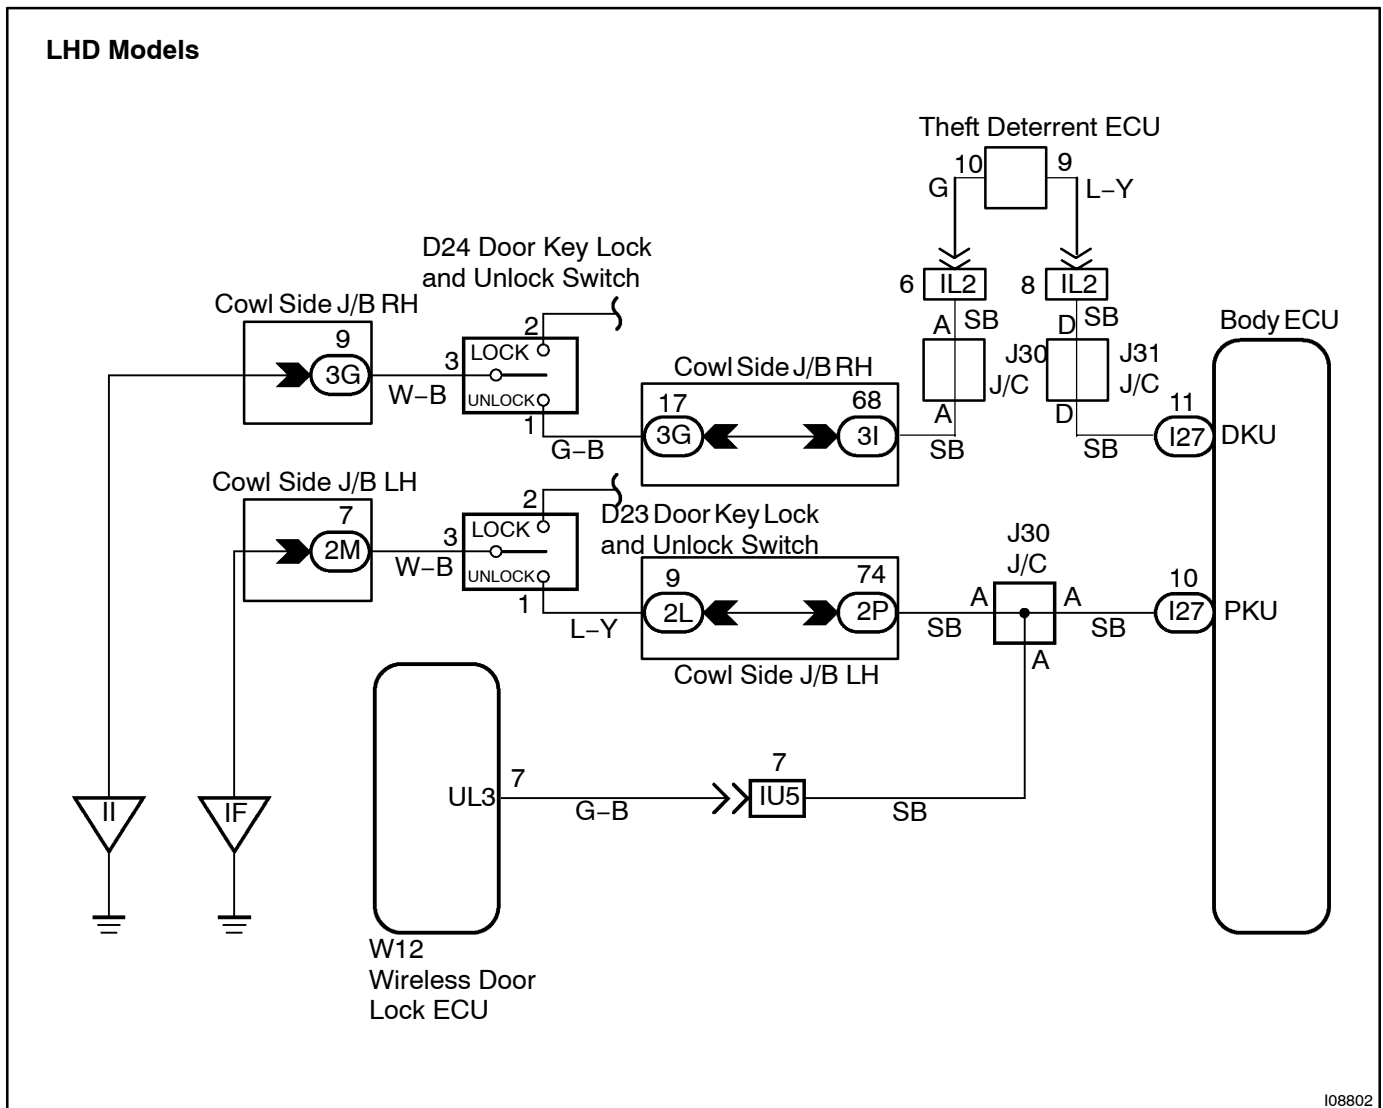 LHD Models
Theft Deterrent ECU
10
9
G
L–Y
D24 Door Key Lock
and Unlock Switch
6
IL2
8
IL2
Cowl Side J/B RH
2
A
SB
D
SB
Body ECU
9
3G
3
LOCK
UNLOCK
W–B
1
G–B
Cowl Side J/B RH
17
3G
68
3I
J30
J/C
J31
J/C
A
D
SB
SB
11
I27
DKU
Cowl Side J/B LH
7
2M
2
3
LOCK
UNLOCK
W–B
1
L–Y
D23 Door Key Lock
and Unlock Switch
9
2L
74
2P
Cowl Side J/B LH
J30
J/C
A
A
SB
SB
A
10
I27
PKU
UL3
7
G–B
7
IU5
SB
II
IF
W12
Wireless Door
Lock ECU
I08802